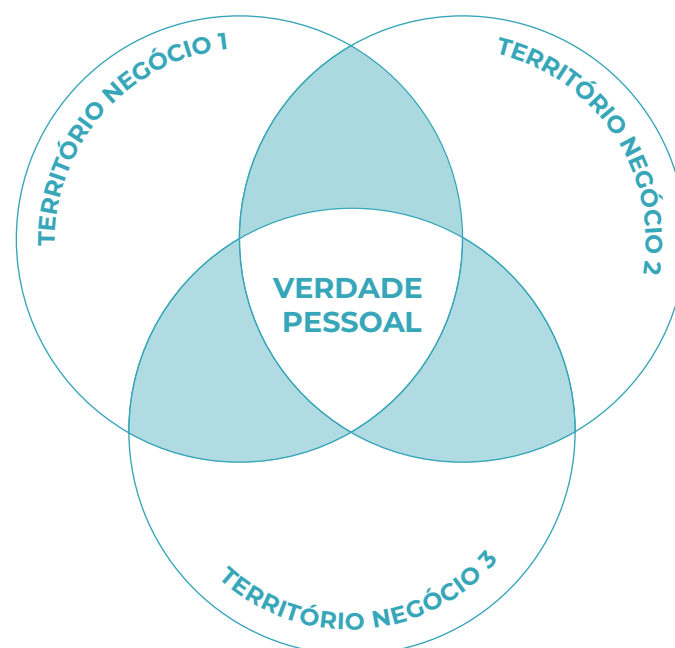 TERRITÓRIO NEGÓCIO 1
TERRITÓRIO NEGÓCIO 2
VERDADE
PESSOAL
TERRITÓRIO NEGÓCIO 3